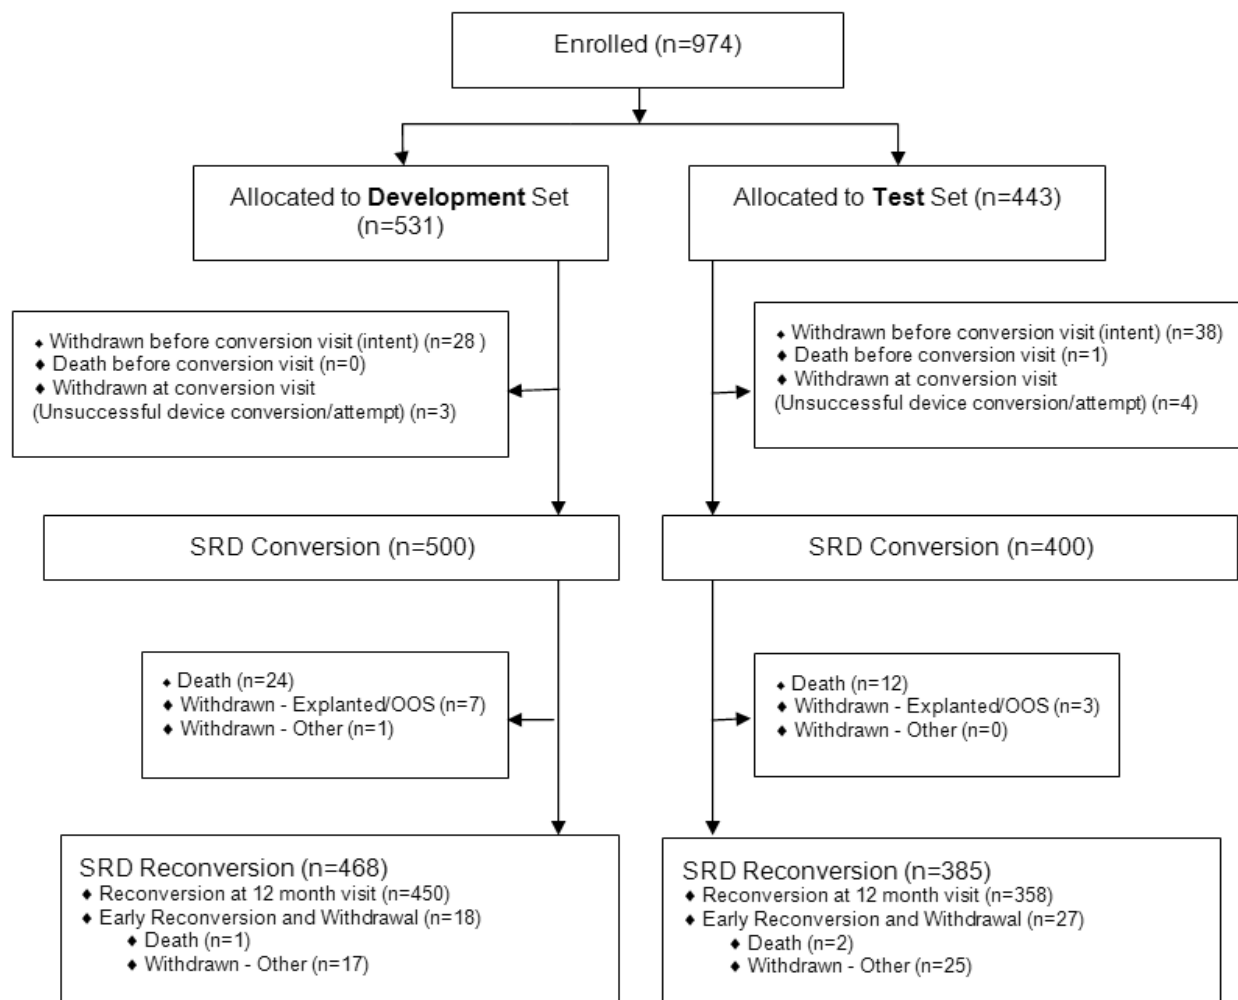 Enrolled (n=974)
Allocated to Development Set
(n=531)
Allocated to Test Set (n=443)
♦ Withdrawn before conversion visit (intent) (n=28 )
♦ Death before conversion visit (n=0)
♦ Withdrawn at conversion visit
(Unsuccessful device conversion/attempt) (n=3)
♦ Withdrawn before conversion visit (intent) (n=38)
♦ Death before conversion visit (n=1)
♦ Withdrawn at conversion visit
(Unsuccessful device conversion/attempt) (n=4)
SRD Conversion (n=500)
SRD Conversion (n=400)
♦ Death (n=24)
♦ Withdrawn - Explanted/OOS (n=7)
♦ Withdrawn - Other (n=1)
♦ Death (n=12)
♦ Withdrawn - Explanted/OOS (n=3)
♦ Withdrawn - Other (n=0)
SRD Reconversion (n=468)
♦ Reconversion at 12 month visit (n=450)
♦ Early Reconversion and Withdrawal (n=18)
♦ Death (n=1)
♦ Withdrawn - Other (n=17)
SRD Reconversion (n=385)
♦ Reconversion at 12 month visit (n=358)
♦ Early Reconversion and Withdrawal (n=27)
♦ Death (n=2)
♦ Withdrawn - Other (n=25)